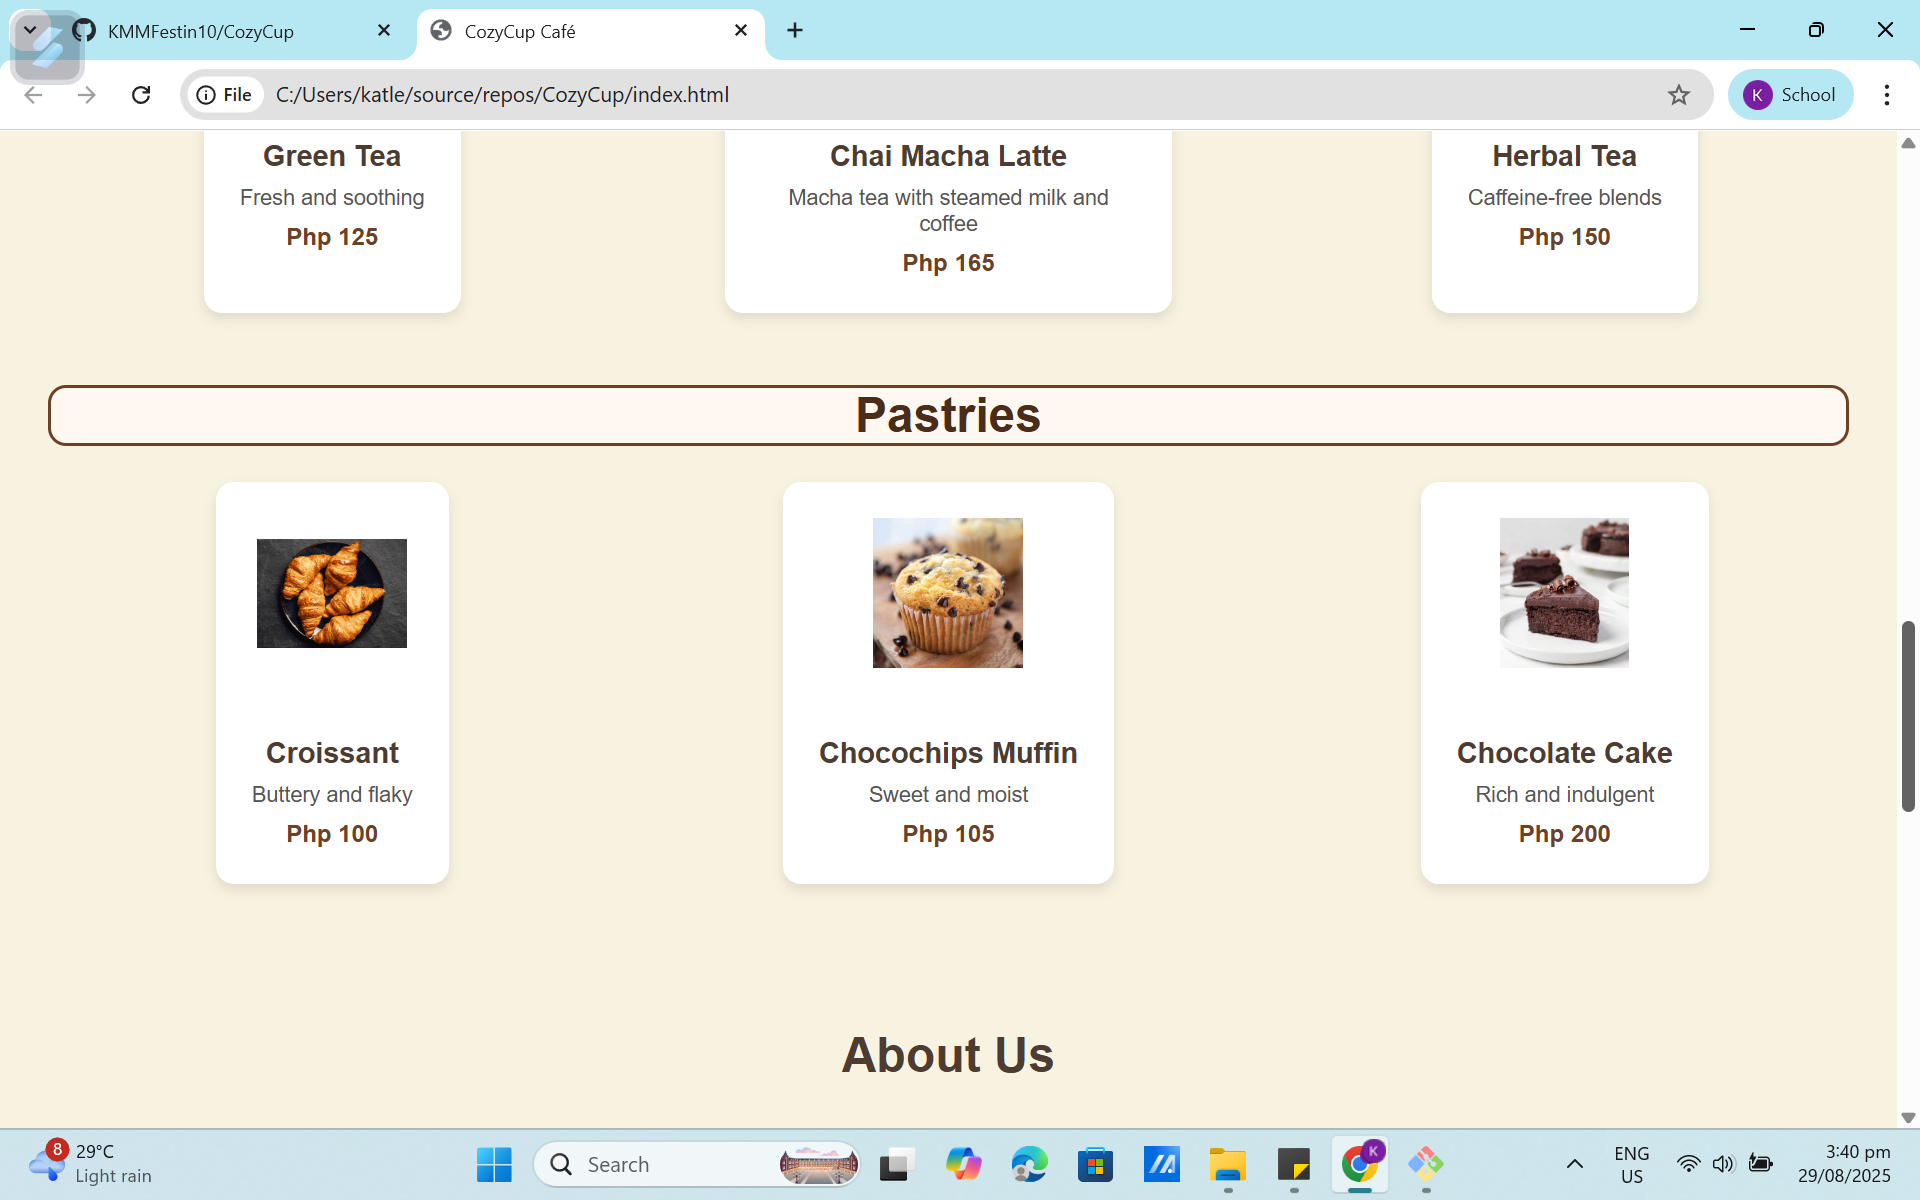 KMMFestin10/CozyCup
CozyCup Café
File
C:/Users/katle/source/repos/CozyCup/index.html
K
School
Green Tea
Fresh and soothing
Php 125
Chai Macha Latte
Macha tea with steamed milk and
coffee
Php 165
Herbal Tea
Caffeine-free blends
Php 150
Pastries
Croissant
Buttery and flaky
Php 100
Chocochips Muffin
Sweet and moist
Php 105
Chocolate Cake
Rich and indulgent
Php 200
About Us
8
29°C
Light rain
Search
K
ENG
US
3:40 pm
29/08/2025